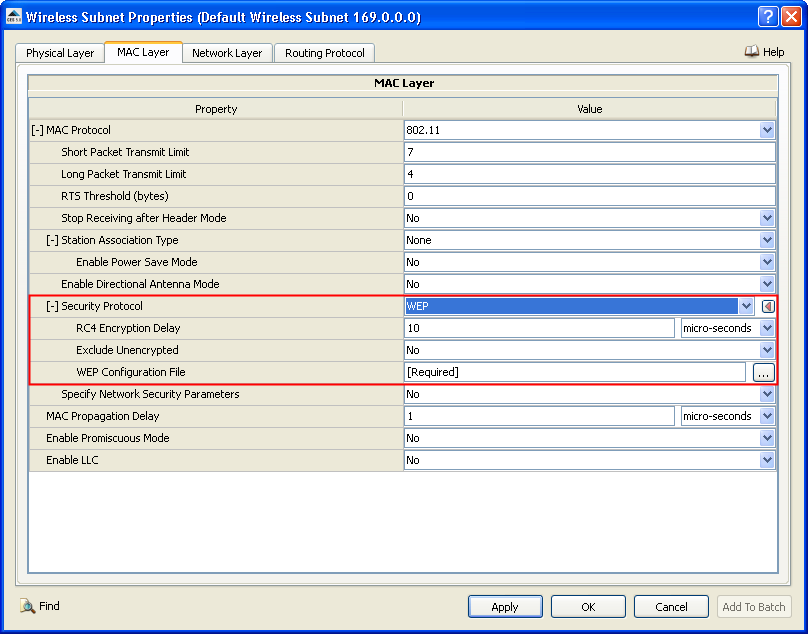 Wireless Subnet Properties (Default Wireless Subnet 169.0.0.0)
Physical Layer MAC Layer Network Layer Routing Protocol Help
MAC Layer
Property Value
[-] MAC Protocol 802.11
Short Packet Transmit Limit 7
Long Packet Transmit Limit 4
RTS Threshold (bytes) 0
Stop Receiving after Header Mode No
[-] Station Association Type None
Enable Power Save Mode No
Enable Directional Antenna Mode No
[-] Security Protocol WEP
RC4 Encryption Delay 10 micro-seconds
Exclude Unencrypted No
WEP Configuration File [Required] ...
Specify Network Security Parameters No
MAC Propagation Delay 1 micro-seconds
Enable Promiscuous Mode No
Enable LLC No
Find Apply OK Cancel Add To Batch